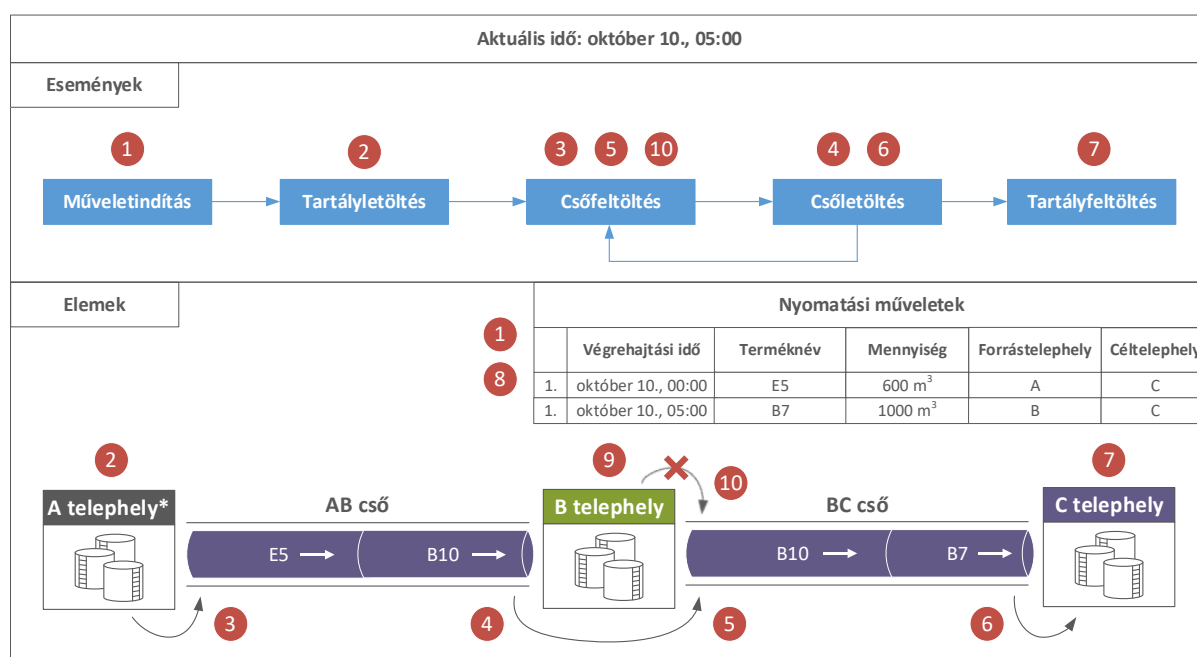 Aktuális idő: október 10., 05:00
Események
1 2 3 5 10 4 6 7
Műveletindítás Tartályletöltés Csőfeltöltés Csőletöltés Tartályfeltöltés
Elemek
Nyomatási műveletek
1
Végrehajtási idő Terméknév Mennyiség Forrástelephely Céltelephely
8
1. október 10., 00:00 E5 600 m³ A C
1. október 10., 05:00 B7 1000 m³ B C
2 9 7
10
A telephely* AB cső B telephely BC cső C telephely
E5 B10 B10 B7
3 4 5 6